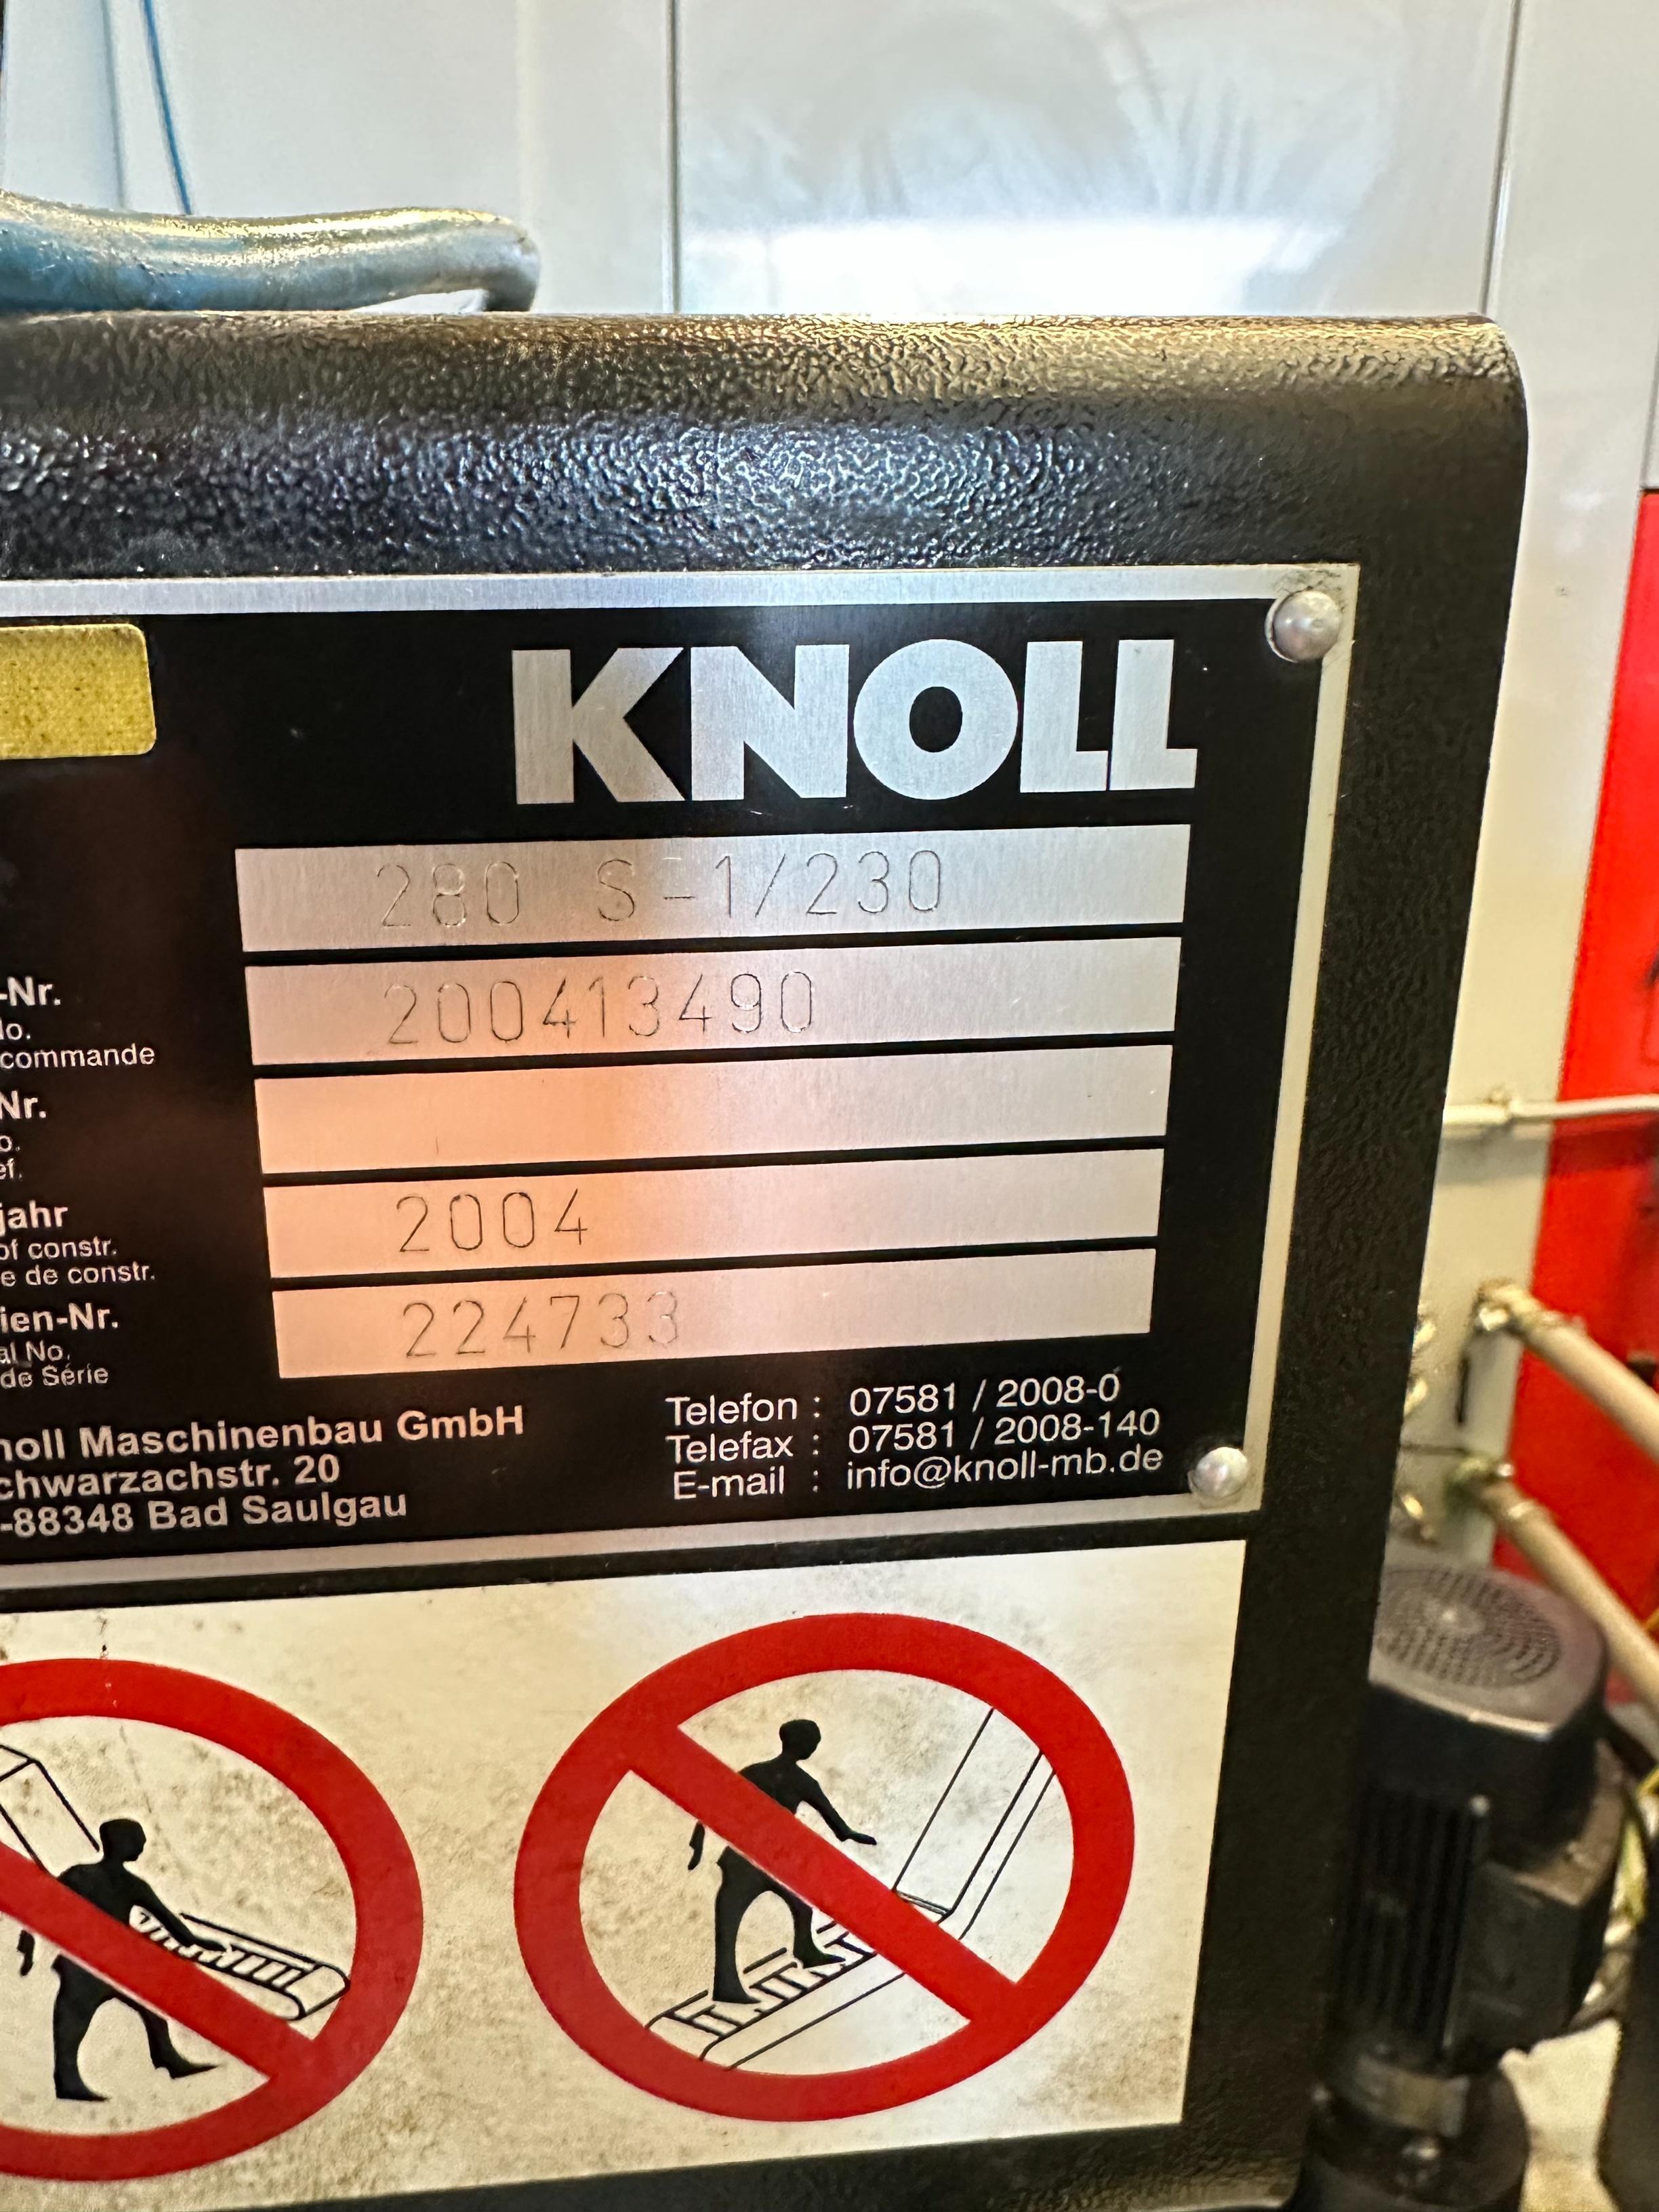 KNOLL
280 S-1/230
-Nr.
200413490
No.
commande
Nr.
o.
ef.
jahr
2004
of constr.
e de constr.
ien-Nr.
224733
al No.
de Série
noll Maschinenbau GmbH
chwarzachstr. 20
-88348 Bad Saulgau
Telefon : 07581 / 2008-0
Telefax : 07581 / 2008-140
E-mail : info@knoll-mb.de